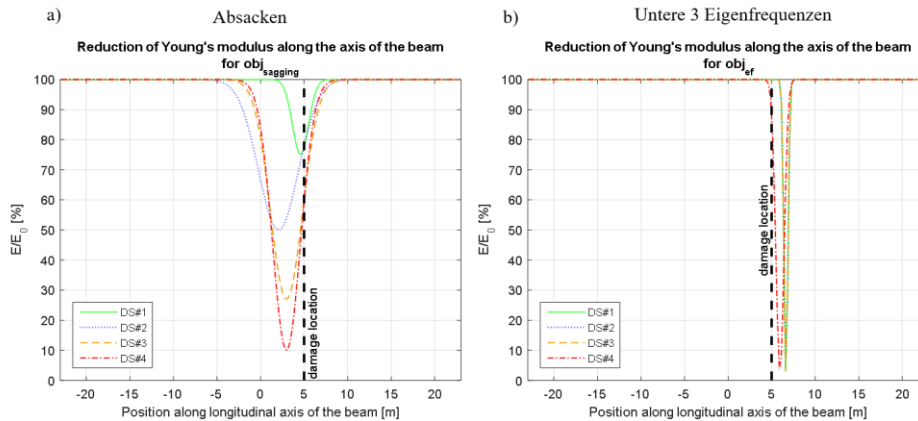 a) Absacken
Reduction of Young's modulus along the axis of the beam
for obj_sagging
100
90
80
70
60
50
40
30
20
10
0
E/E_0 [%]
DS#1
DS#2
DS#3
DS#4
damage location
-20 -15 -10 -5 0 5 10 15 20
Position along longitudinal axis of the beam [m]
b) Untere 3 Eigenfrequenzen
Reduction of Young's modulus along the axis of the beam
for obj_ef
100
90
80
70
60
50
40
30
20
10
0
E/E_0 [%]
damage location
DS#1
DS#2
DS#3
DS#4
-20 -15 -10 -5 0 5 10 15 20
Position along longitudinal axis of the beam [m]